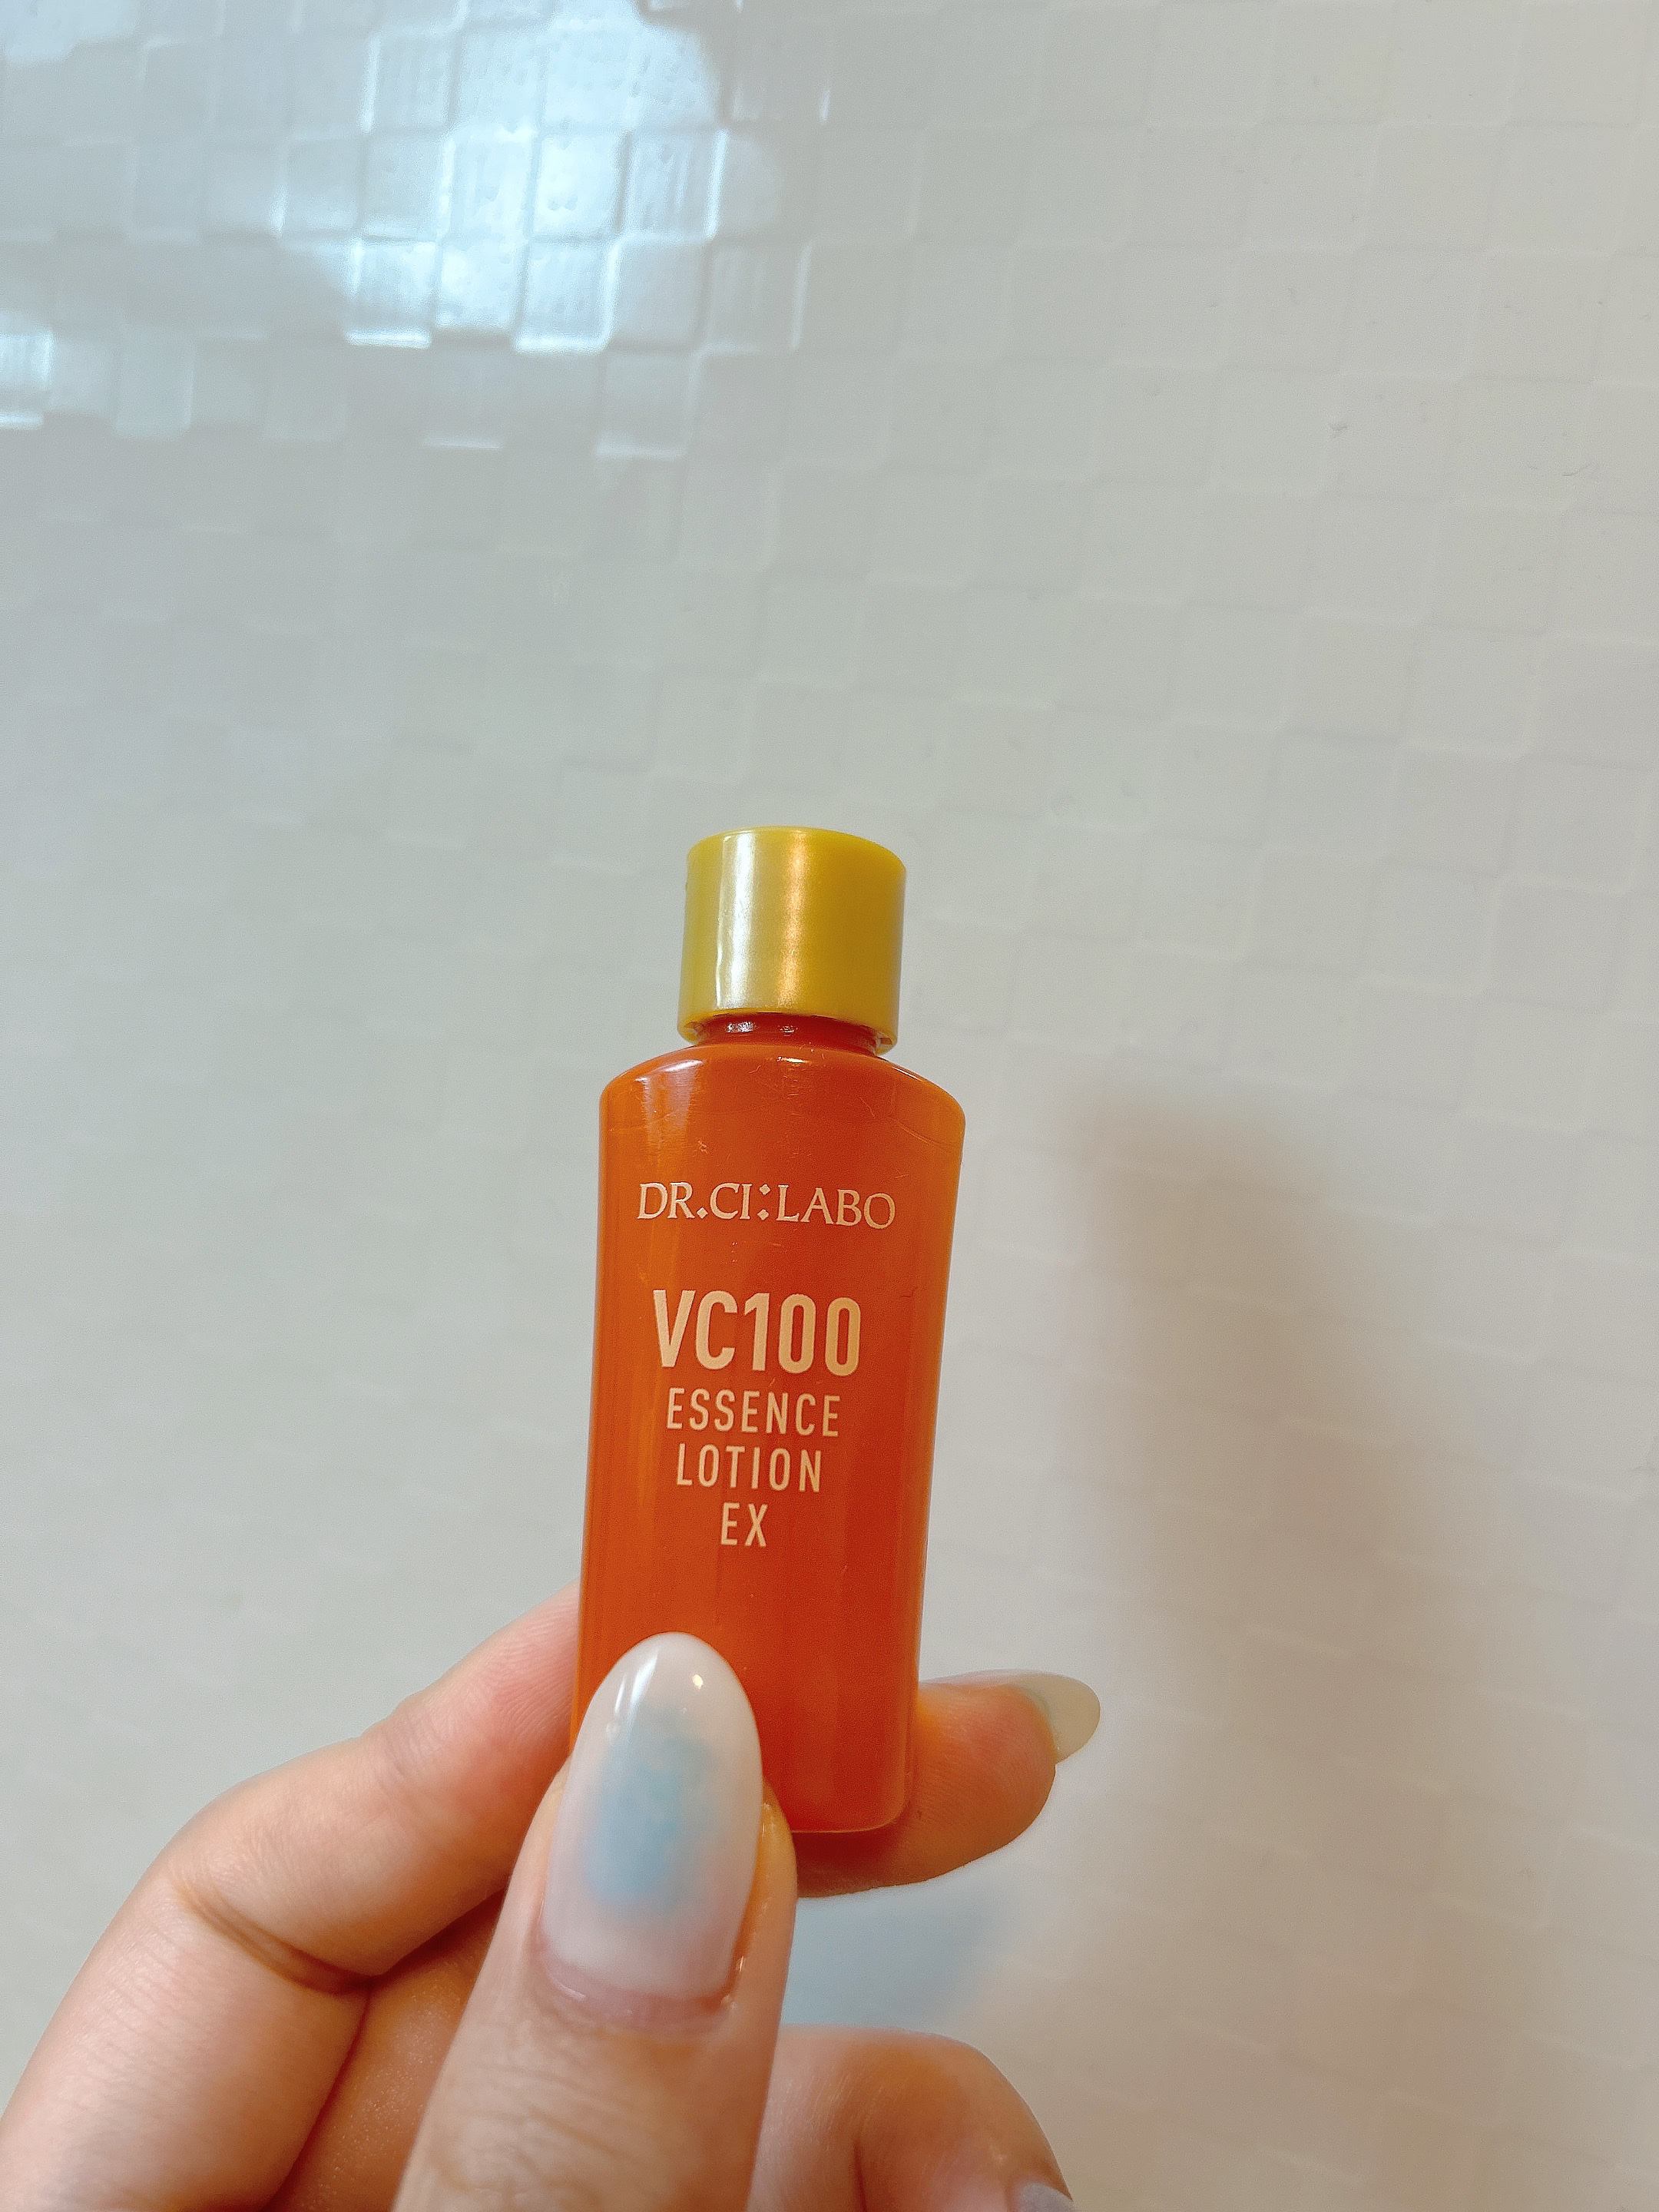 DR.CI:LABO
VC100
ESSENCE
LOTION
EX